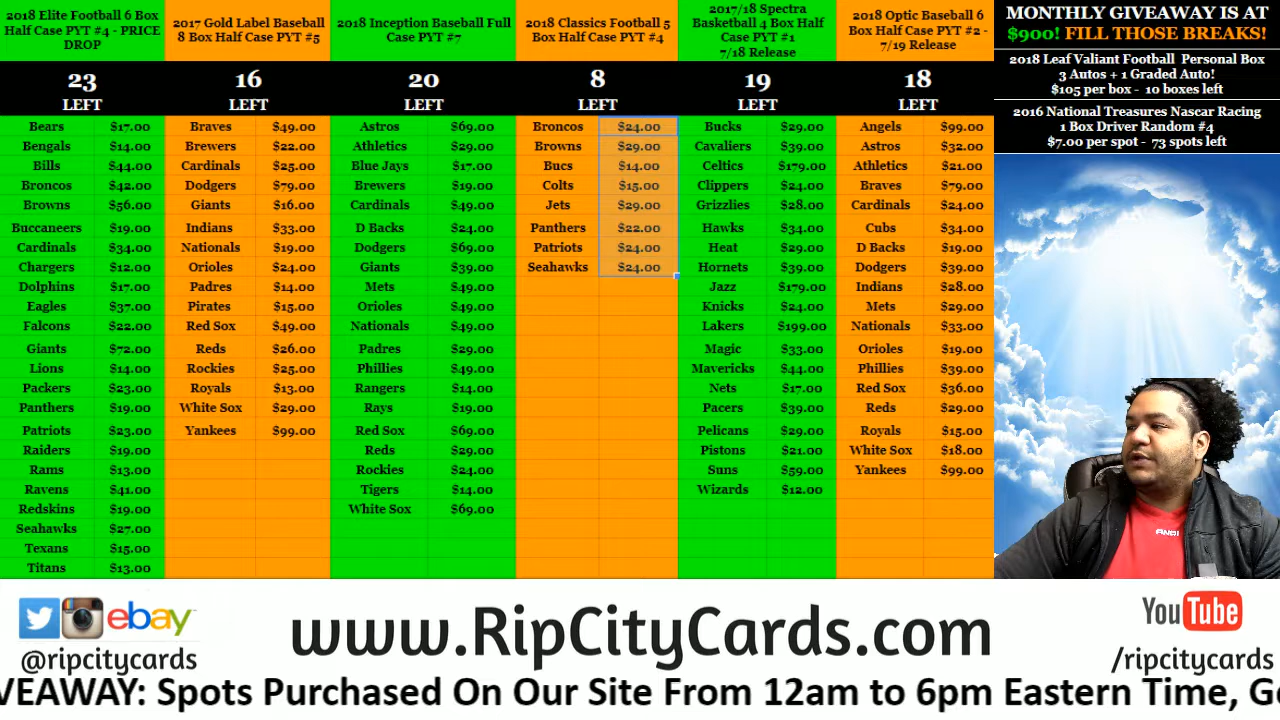 2018 Elite Football 6 Box
Half Case PYT #4 - PRICE
DROP
23
LEFT
Bears $17.00
Bengals $14.00
Bills $44.00
Broncos $42.00
Browns $56.00
Buccaneers $19.00
Cardinals $34.00
Chargers $12.00
Dolphins $17.00
Eagles $37.00
Falcons $22.00
Giants $72.00
Lions $14.00
Packers $23.00
Panthers $19.00
Patriots $23.00
Raiders $19.00
Rams $13.00
Ravens $41.00
Redskins $19.00
Seahawks $27.00
Texans $15.00
Titans $13.00
2017 Gold Label Baseball
8 Box Half Case PYT #5
16
LEFT
Braves $49.00
Brewers $22.00
Cardinals $25.00
Dodgers $79.00
Giants $16.00
Indians $33.00
Nationals $19.00
Orioles $24.00
Padres $14.00
Pirates $15.00
Red Sox $49.00
Reds $26.00
Rockies $25.00
Royals $13.00
White Sox $29.00
Yankees $99.00
2018 Inception Baseball Full
Case PYT #7
20
LEFT
Astros $69.00
Athletics $29.00
Blue Jays $17.00
Brewers $19.00
Cardinals $49.00
D Backs $24.00
Dodgers $69.00
Giants $39.00
Mets $49.00
Orioles $49.00
Nationals $49.00
Padres $29.00
Phillies $49.00
Rangers $14.00
Rays $19.00
Red Sox $69.00
Reds $29.00
Rockies $24.00
Tigers $14.00
White Sox $69.00
2018 Classics Football 5
Box Half Case PYT #4
8
LEFT
Broncos $24.00
Browns $29.00
Bucs $14.00
Colts $15.00
Jets $29.00
Panthers $22.00
Patriots $24.00
Seahawks $24.00
2017/18 Spectra
Basketball 4 Box Half
Case PYT #1
7/18 Release
19
LEFT
Bucks $29.00
Cavaliers $39.00
Celtics $179.00
Clippers $24.00
Grizzlies $28.00
Hawks $34.00
Heat $29.00
Hornets $39.00
Jazz $179.00
Knicks $24.00
Lakers $199.00
Magic $33.00
Mavericks $44.00
Nets $17.00
Pacers $39.00
Pelicans $29.00
Pistons $21.00
Suns $59.00
Wizards $12.00
2018 Optic Baseball 6
Box Half Case PYT #2 -
7/19 Release
18
LEFT
Angels $99.00
Astros $32.00
Athletics $21.00
Braves $79.00
Cardinals $24.00
Cubs $34.00
D Backs $19.00
Dodgers $39.00
Indians $28.00
Mets $29.00
Nationals $33.00
Orioles $19.00
Phillies $39.00
Red Sox $36.00
Reds $29.00
Royals $15.00
White Sox $18.00
Yankees $99.00
MONTHLY GIVEAWAY IS AT
$900! FILL THOSE BREAKS!
2018 Leaf Valiant Football Personal Box
3 Autos + 1 Graded Auto!
$105 per box - 10 boxes left
2016 National Treasures Nascar Racing
1 Box Driver Random #4
$7.00 per spot - 73 spots left
ebay
@ripcitycards
www.RipCityCards.com
YouTube
/ripcitycards
VEAWAY: Spots Purchased On Our Site From 12am to 6pm Eastern Time, G